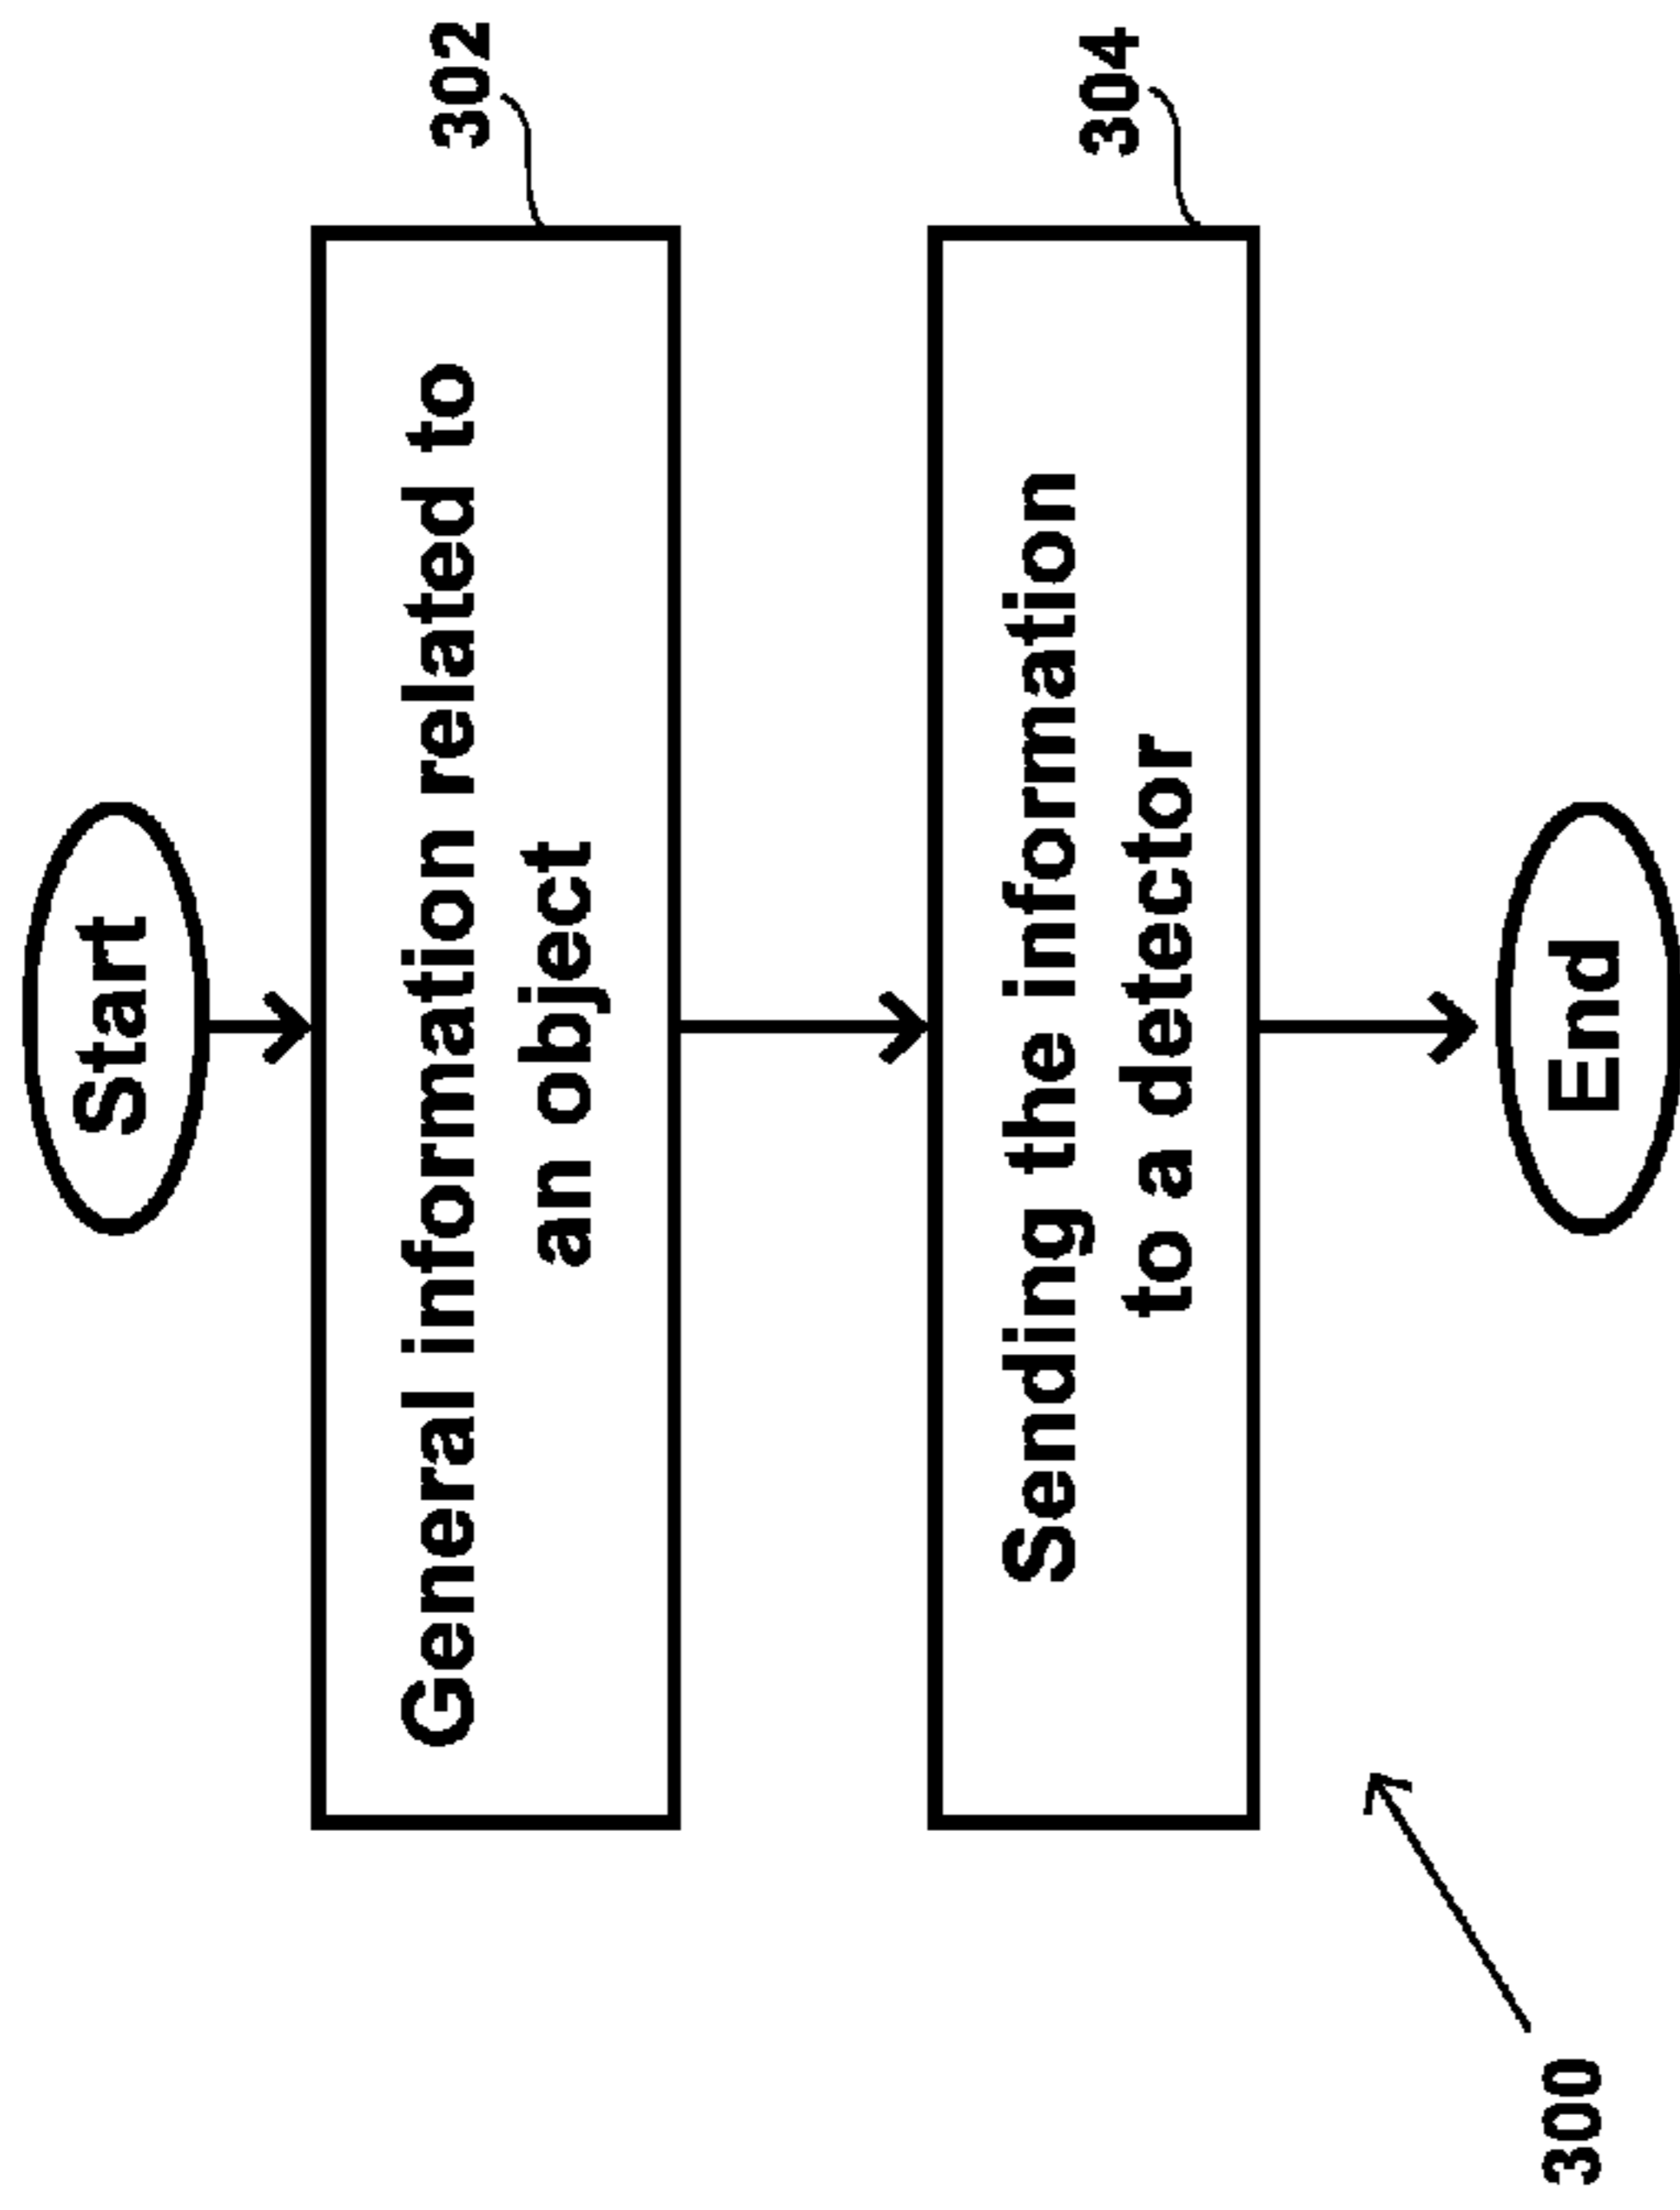 Start
General information related to
an object
302
Sending the information
to a detector
304
End
300